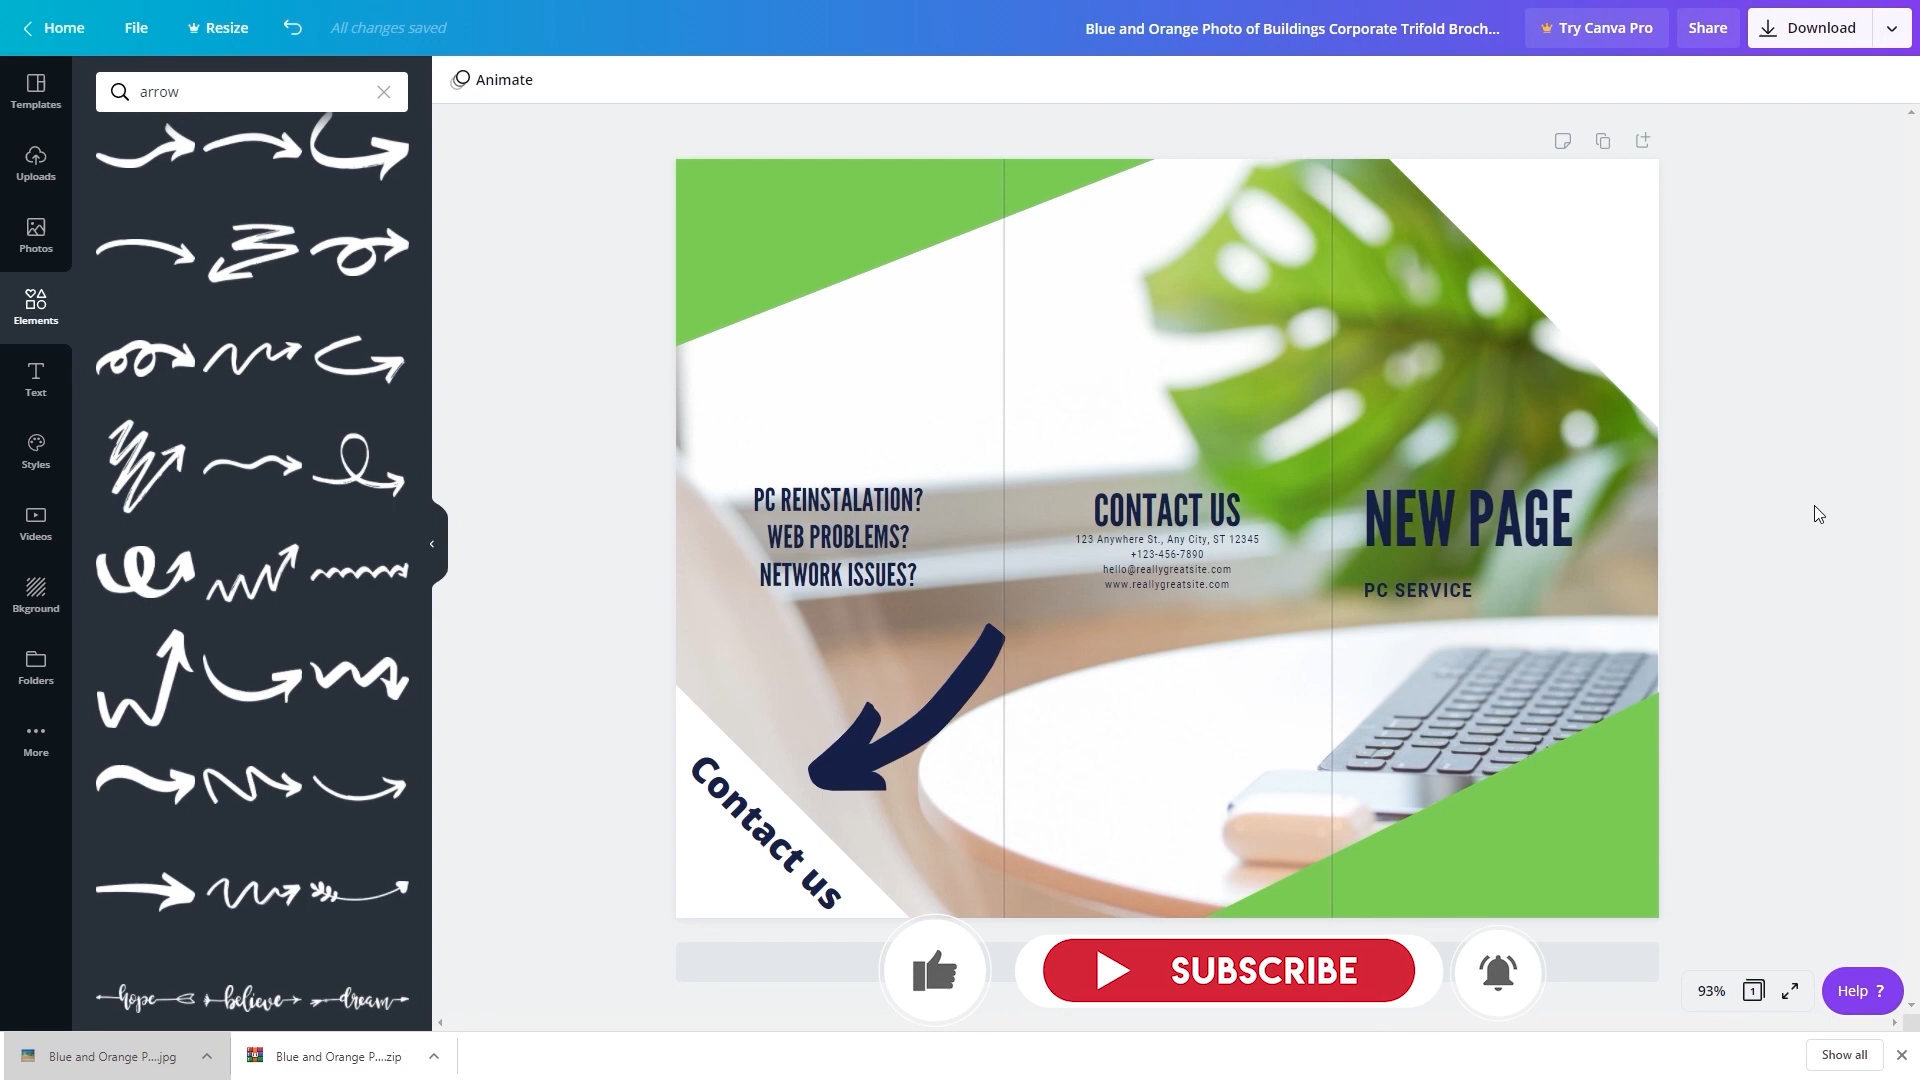 Home
File
Resize
All changes saved
Blue and Orange Photo of Buildings Corporate Trifold Broch...
Try Canva Pro
Share
Download
Templates
Uploads
Photos
Elements
Text
Styles
Videos
Bkground
Folders
More
arrow
hope
believe
dream
Animate
PC REINSTALATION?
WEB PROBLEMS?
NETWORK ISSUES?
Contact us
CONTACT US
123 Anywhere St., Any City, ST 12345
+123-456-7890
hello@reallygreatsite.com
www.reallygreatsite.com
NEW PAGE
PC SERVICE
SUBSCRIBE
93%
1
Help ?
Blue and Orange P....jpg
Blue and Orange P....zip
Show all